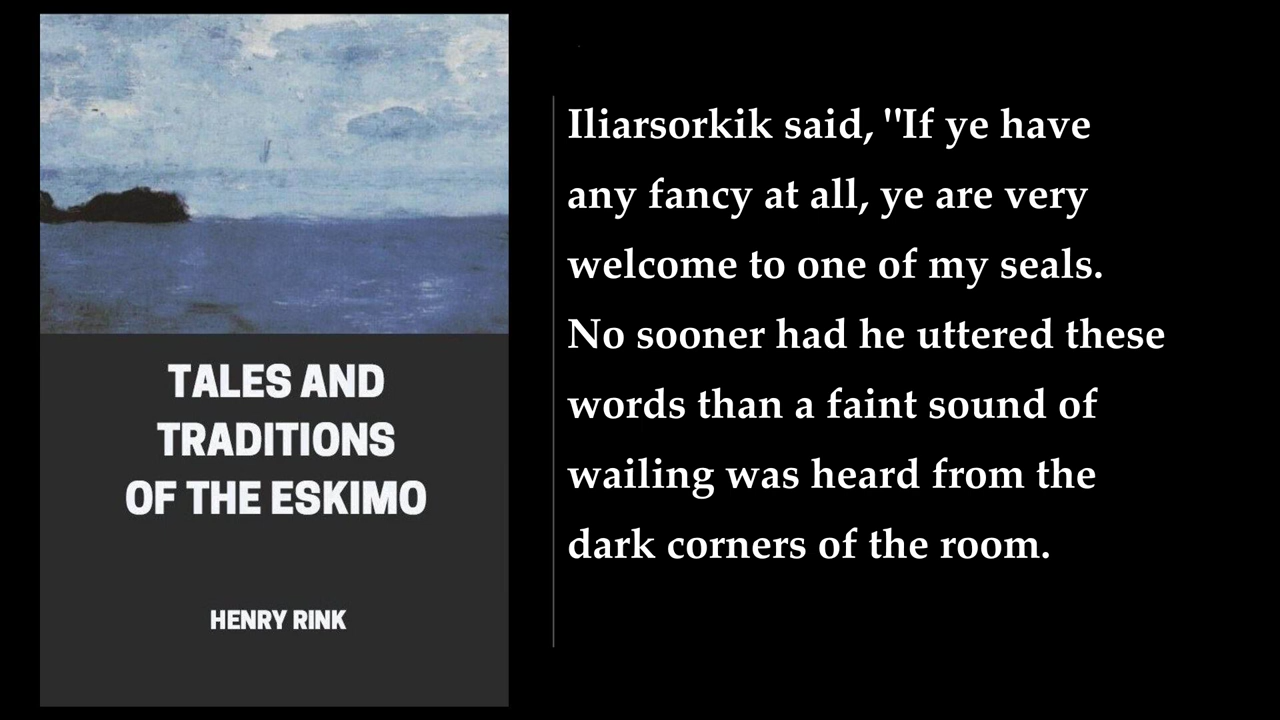 TALES AND
TRADITIONS
OF THE ESKIMO
HENRY RINK
Iliarsorkik said, "If ye have
any fancy at all, ye are very
welcome to one of my seals.
No sooner had he uttered these
words than a faint sound of
wailing was heard from the
dark corners of the room.